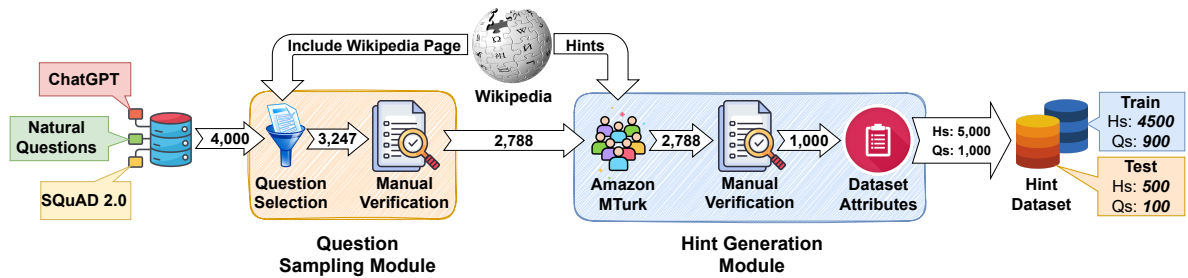 Include Wikipedia Page
Hints
Wikipedia
ChatGPT
Natural
Questions
SQuAD 2.0
4,000
Question
Selection
3,247
Manual
Verification
Question
Sampling Module
2,788
Amazon
MTurk
2,788
Manual
Verification
1,000
Dataset
Attributes
Hint Generation
Module
Hs: 5,000
Qs: 1,000
Hint
Dataset
Train
Hs: 4500
Qs: 900
Test
Hs: 500
Qs: 100